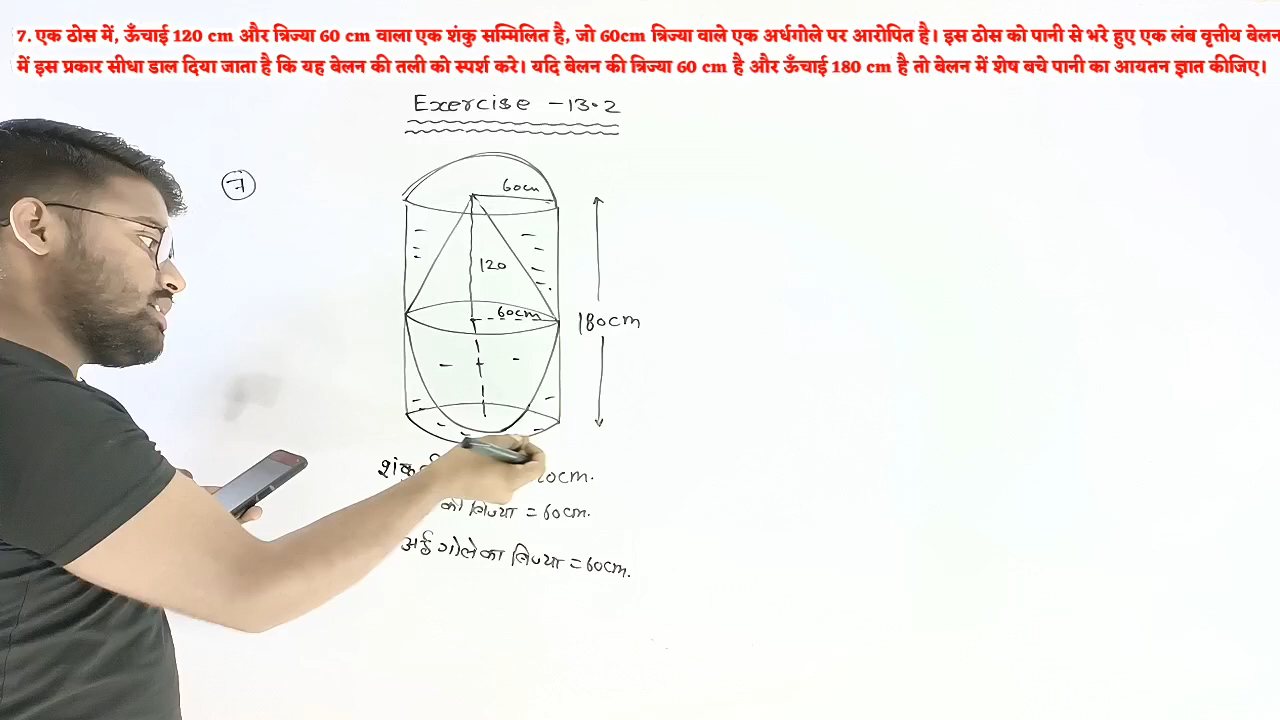 7. एक ठोस में, ऊँचाई 120 cm और त्रिज्या 60 cm वाला एक शंकु सम्मिलित है, जो 60cm त्रिज्या वाले एक अर्धगोले पर आरोपित है। इस ठोस को पानी से भरे हुए एक लंब वृत्तीय बेलन
में इस प्रकार सीधा डाल दिया जाता है कि यह बेलन की तली को स्पर्श करे। यदि बेलन की त्रिज्या 60 cm है और ऊँचाई 180 cm है तो बेलन में शेष बचे पानी का आयतन ज्ञात कीजिए।
Exercise -13.2
7
60cm
120
60cm
180cm
शंकु 20cm.
की त्रिज्या = 60cm.
अर्द्ध गोले का त्रिज्या = 60cm.